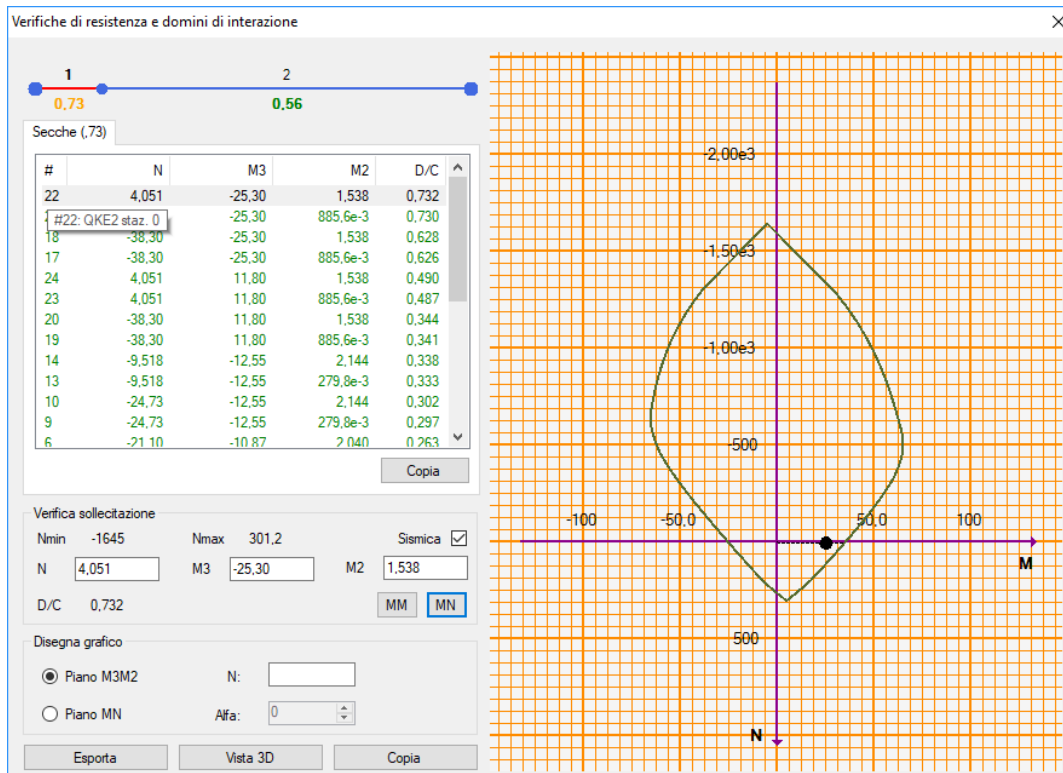 Verifiche di resistenza e domini di interazione
1 2
0,73 0,56
Secche (,73)
# N M3 M2 D/C
22 4,051 -25,30 1,538 0,732
-25,30 885,6e-3 0,730
#22: QKE2 staz. 0
18 -38,30 -25,30 1,538 0,628
17 -38,30 -25,30 885,6e-3 0,626
24 4,051 11,80 1,538 0,490
23 4,051 11,80 885,6e-3 0,487
20 -38,30 11,80 1,538 0,344
19 -38,30 11,80 885,6e-3 0,341
14 -9,518 -12,55 2,144 0,338
13 -9,518 -12,55 279,8e-3 0,333
10 -24,73 -12,55 2,144 0,302
9 -24,73 -12,55 279,8e-3 0,297
6 -21,10 -10,87 2,040 0,263
Copia
Verifica sollecitazione
Nmin -1645 Nmax 301,2 Sismica
N 4,051 M3 -25,30 M2 1,538
D/C 0,732 MM MN
Disegna grafico
Piano M3M2 N:
Piano MN Alfa: 0
Esporta Vista 3D Copia
-2,00e3
-1,50e3
-1,00e3
-500
-100 -50,0 50,0 100
M
500
N